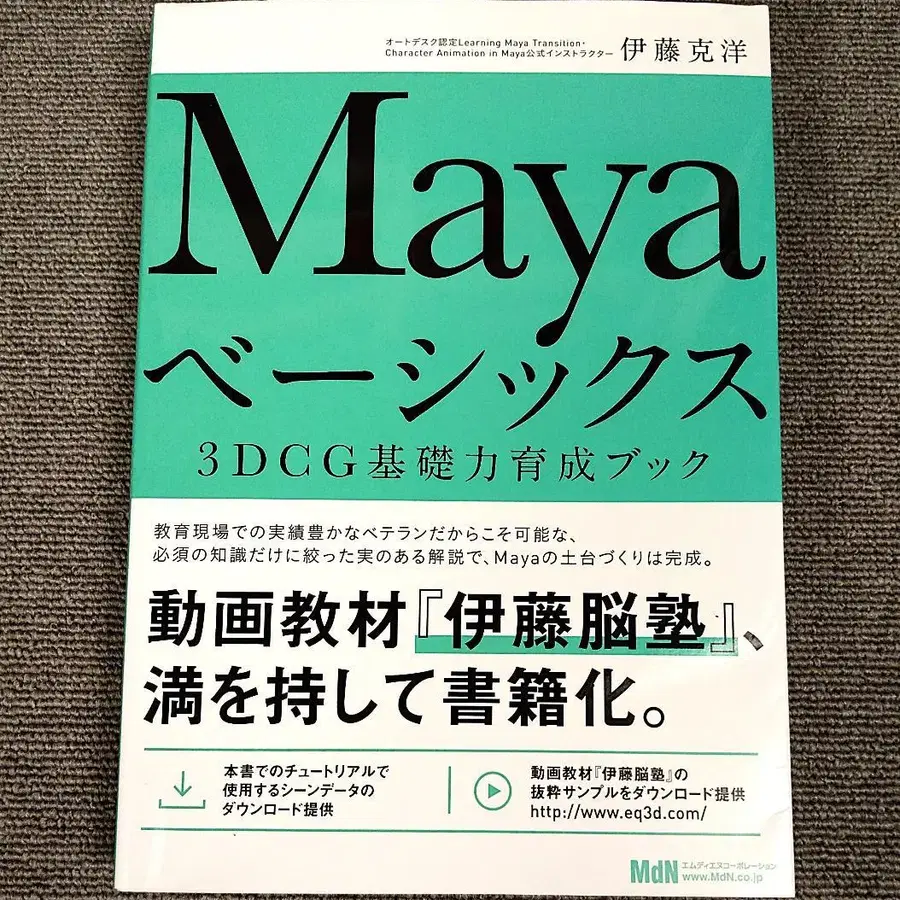 オートデスク認定Learning Maya Transition・
Character Animation in Maya公式インストラクター 伊藤克洋
Maya
ベーシックス
3DCG基礎力育成ブック
教育現場での実績豊かなベテランだからこそ可能な、
必須の知識だけに絞った実のある解説で、Mayaの土台づくりは完成。
動画教材『伊藤脳塾』、
満を持して書籍化。
本書でのチュートリアルで
使用するシーンデータの
ダウンロード提供
動画教材『伊藤脳塾』の
抜粋サンプルをダウンロード提供
http://www.eq3d.com/
MdN エムディエヌコーポレーション
www.MdN.co.jp